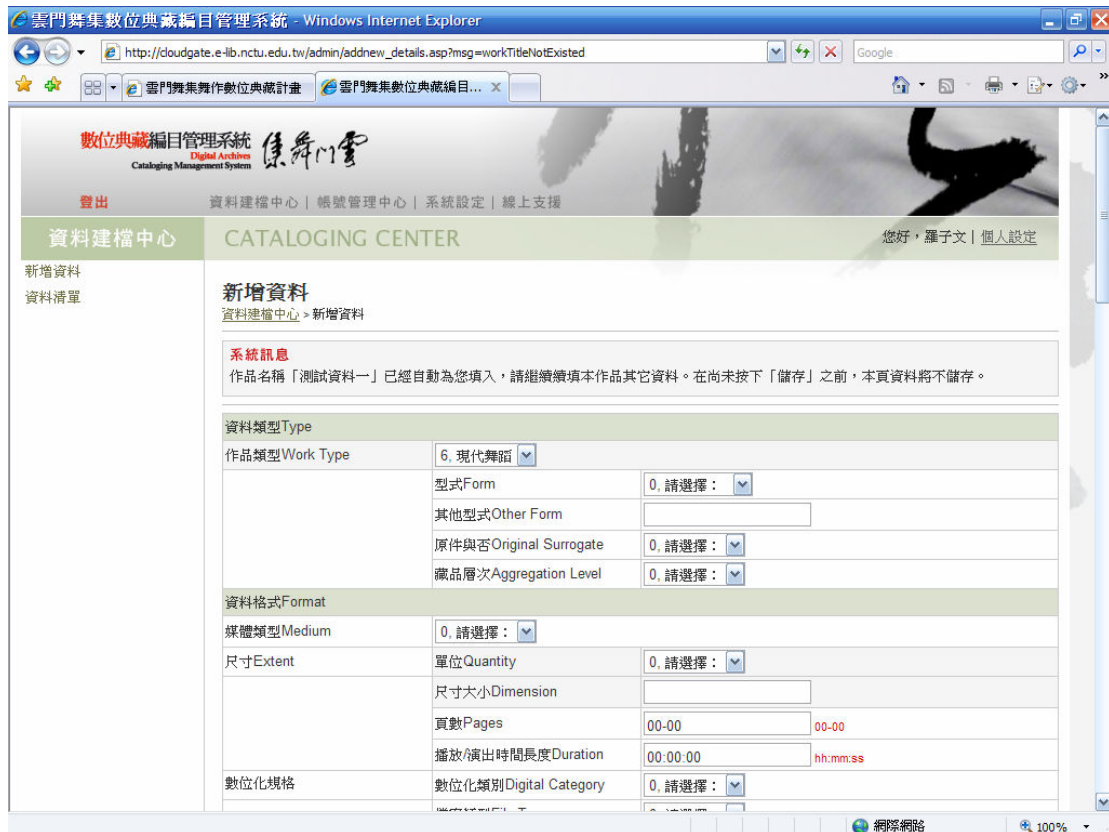 雲門舞集數位典藏編目管理系統 - Windows Internet Explorer
http://cloudgate.e-lib.nctu.edu.tw/admin/addnew_details.asp?msg=workTitleNotExisted
Google
雲門舞集舞作數位典藏計畫
雲門舞集數位典藏編目... X
數位典藏編目管理系統
Digital Archives
Cataloging Management System
集舞門雲
登出
資料建檔中心 | 帳號管理中心 | 系統設定 | 線上支援
資料建檔中心
CATALOGING CENTER
您好,羅子文 | 個人設定
新增資料
資料清單
新增資料
資料建檔中心 > 新增資料
系統訊息
作品名稱「測試資料一」已經自動為您填入,請繼續續填本作品其它資料。在尚未按下「儲存」之前,本頁資料將不儲存。
資料類型Type
作品類型Work Type 6, 現代舞蹈
型式Form 0, 請選擇:
其他型式Other Form
原件與否Original Surrogate 0, 請選擇:
藏品層次Aggregation Level 0, 請選擇:
資料格式Format
媒體類型Medium 0, 請選擇:
尺寸Extent 單位Quantity 0, 請選擇:
尺寸大小Dimension
頁數Pages 00-00 00-00
播放/演出時間長度Duration 00:00:00 hh:mm:ss
數位化規格 數位化類別Digital Category 0, 請選擇:
網際網路 100%